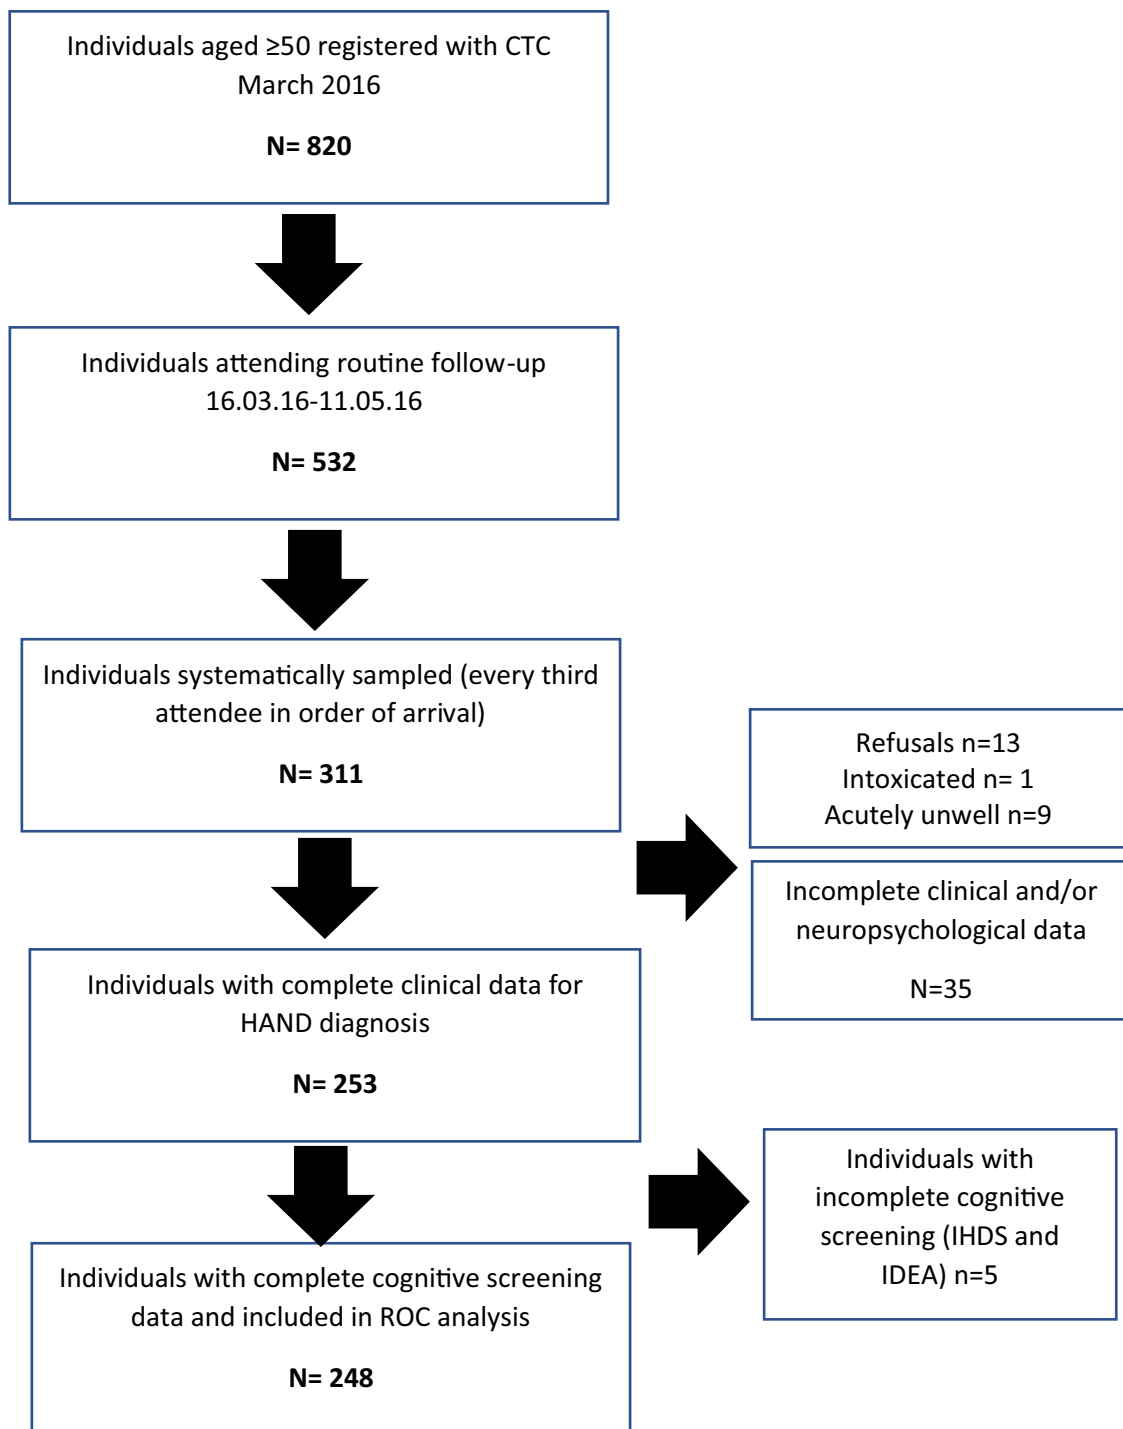 Individuals aged ≥50 registered with CTC
March 2016
N= 820
Individuals attending routine follow-up
16.03.16-11.05.16
N= 532
Individuals systematically sampled (every third
attendee in order of arrival)
N= 311
Refusals n=13
Intoxicated n= 1
Acutely unwell n=9
Incomplete clinical and/or
neuropsychological data
N=35
Individuals with complete clinical data for
HAND diagnosis
N= 253
Individuals with
incomplete cognitive
screening (IHDS and
IDEA) n=5
Individuals with complete cognitive screening
data and included in ROC analysis
N= 248